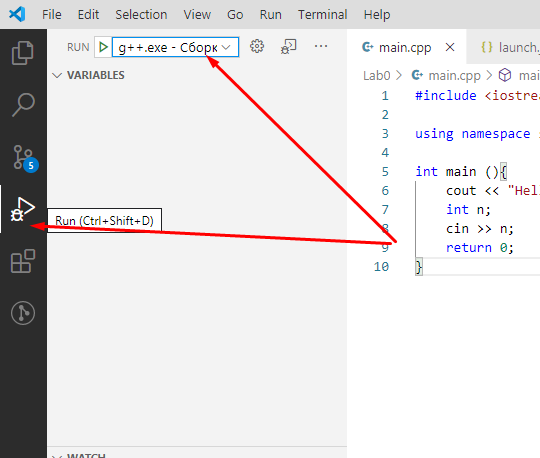 File Edit Selection View Go Run Terminal Help
RUN g++.exe - Сборк ...
main.cpp launch.
VARIABLES
Lab0 > main.cpp >
1 #include <iostrea
2
3 using namespace
4
5 int main (){
6 cout << "Hel
7 int n;
8 cin >> n;
9 return 0;
10 }
5
Run (Ctrl+Shift+D)
WATCH